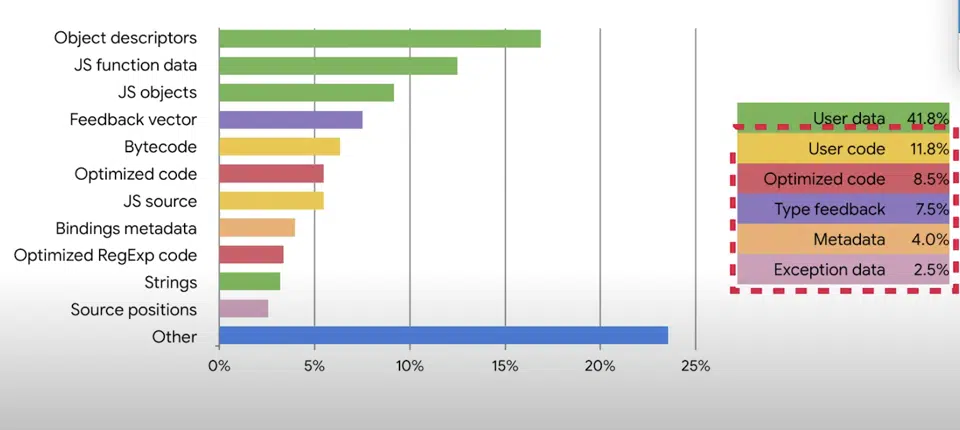 Object descriptors
JS function data
JS objects
Feedback vector
Bytecode
Optimized code
JS source
Bindings metadata
Optimized RegExp code
Strings
Source positions
Other
0% 5% 10% 15% 20% 25%
User data 41.8%
User code 11.8%
Optimized code 8.5%
Type feedback 7.5%
Metadata 4.0%
Exception data 2.5%